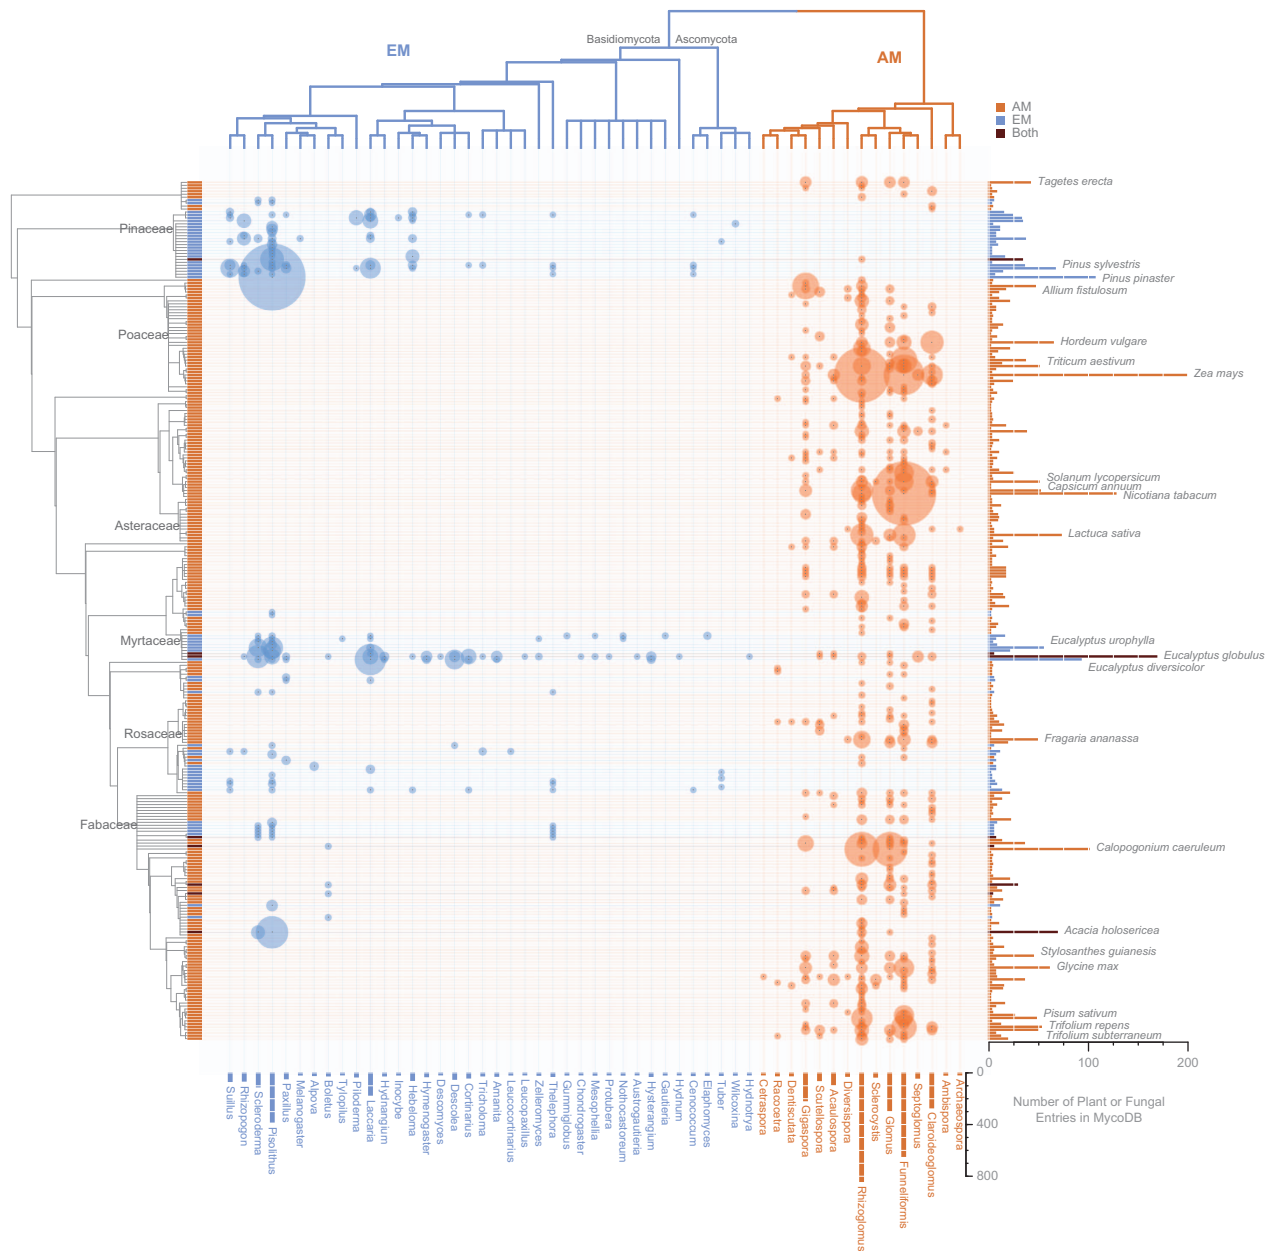 EM
Basidiomycota
Ascomycota
AM
AM
EM
Both
Pinaceae
Poaceae
Asteraceae
Myrtaceae
Rosaceae
Fabaceae
Tagetes erecta
Pinus sylvestris
Pinus pinaster
Allium fistulosum
Hordeum vulgare
Triticum aestivum
Zea mays
Solanum lycopersicum
Capsicum annuum
Nicotiana tabacum
Lactuca sativa
Eucalyptus urophylla
Eucalyptus globulus
Eucalyptus diversicolor
Fragaria ananassa
Calopogonium caeruleum
Acacia holosericea
Stylosanthes guianesis
Glycine max
Pisum sativum
Trifolium repens
Trifolium subterraneum
0
100
200
0
400
800
Number of Plant or Fungal
Entries in MycoDB
Suillus
Rhizopogon
Scleroderma
Pisolithus
Paxillus
Melanogaster
Alpova
Boletus
Tylopilus
Piloderma
Laccaria
Hydnangium
Inocybe
Hebeloma
Hymenogaster
Descomyces
Descolea
Cortinarius
Tricholoma
Amanita
Leucocortinarius
Leucopaxillus
Zelleromyces
Thelephora
Gummiglobus
Chondrogaster
Mesophellia
Protubera
Nothocastoreum
Austrogautieria
Hysterangium
Gautieria
Hydnum
Cenococcum
Elaphomyces
Tuber
Wilcoxina
Hydnotrya
Cetraspora
Racocetra
Dentiscutata
Gigaspora
Scutellospora
Acaulospora
Diversispora
Rhizoglomus
Sclerocystis
Glomus
Funneliformis
Septoglomus
Claroideoglomus
Ambispora
Archaeospora